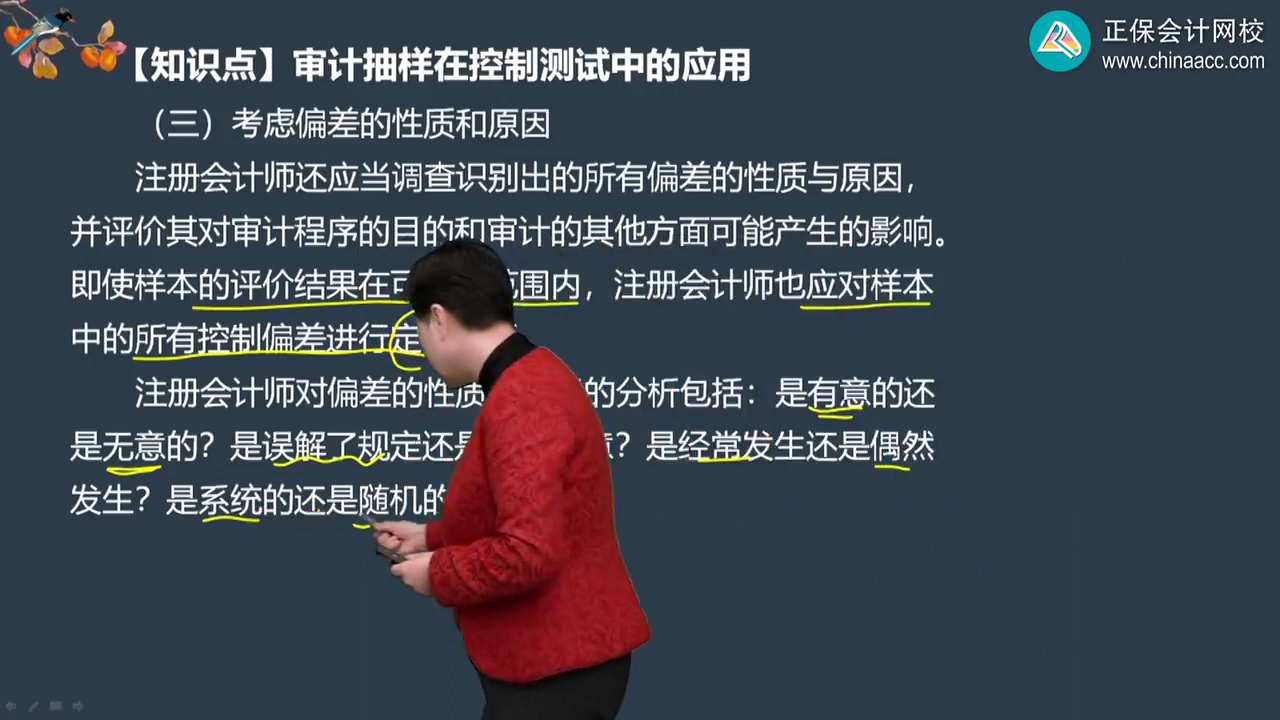 正保会计网校
www.chinaacc.com
【知识点】审计抽样在控制测试中的应用
（三）考虑偏差的性质和原因
注册会计师还应当调查识别出的所有偏差的性质与原因，
并评价其对审计程序的目的和审计的其他方面可能产生的影响。
即使样本的评价结果在可 范围内，注册会计师也应对样本
中的所有控制偏差进行定
注册会计师对偏差的性质 的分析包括：是有意的还
是无意的？是误解了规定还是 ？是经常发生还是偶然
发生？是系统的还是随机的